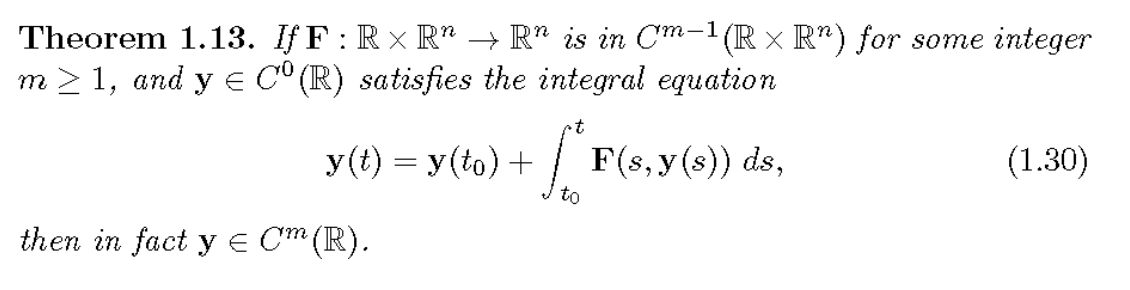 Theorem 1.13. If F : ℝ × ℝⁿ → ℝⁿ is in Cᵐ⁻¹(ℝ × ℝⁿ) for some integer
m ≥ 1, and y ∈ C⁰(ℝ) satisfies the integral equation
y(t) = y(t₀) + ∫_{t₀}^{t} F(s, y(s)) ds, (1.30)
then in fact y ∈ Cᵐ(ℝ).